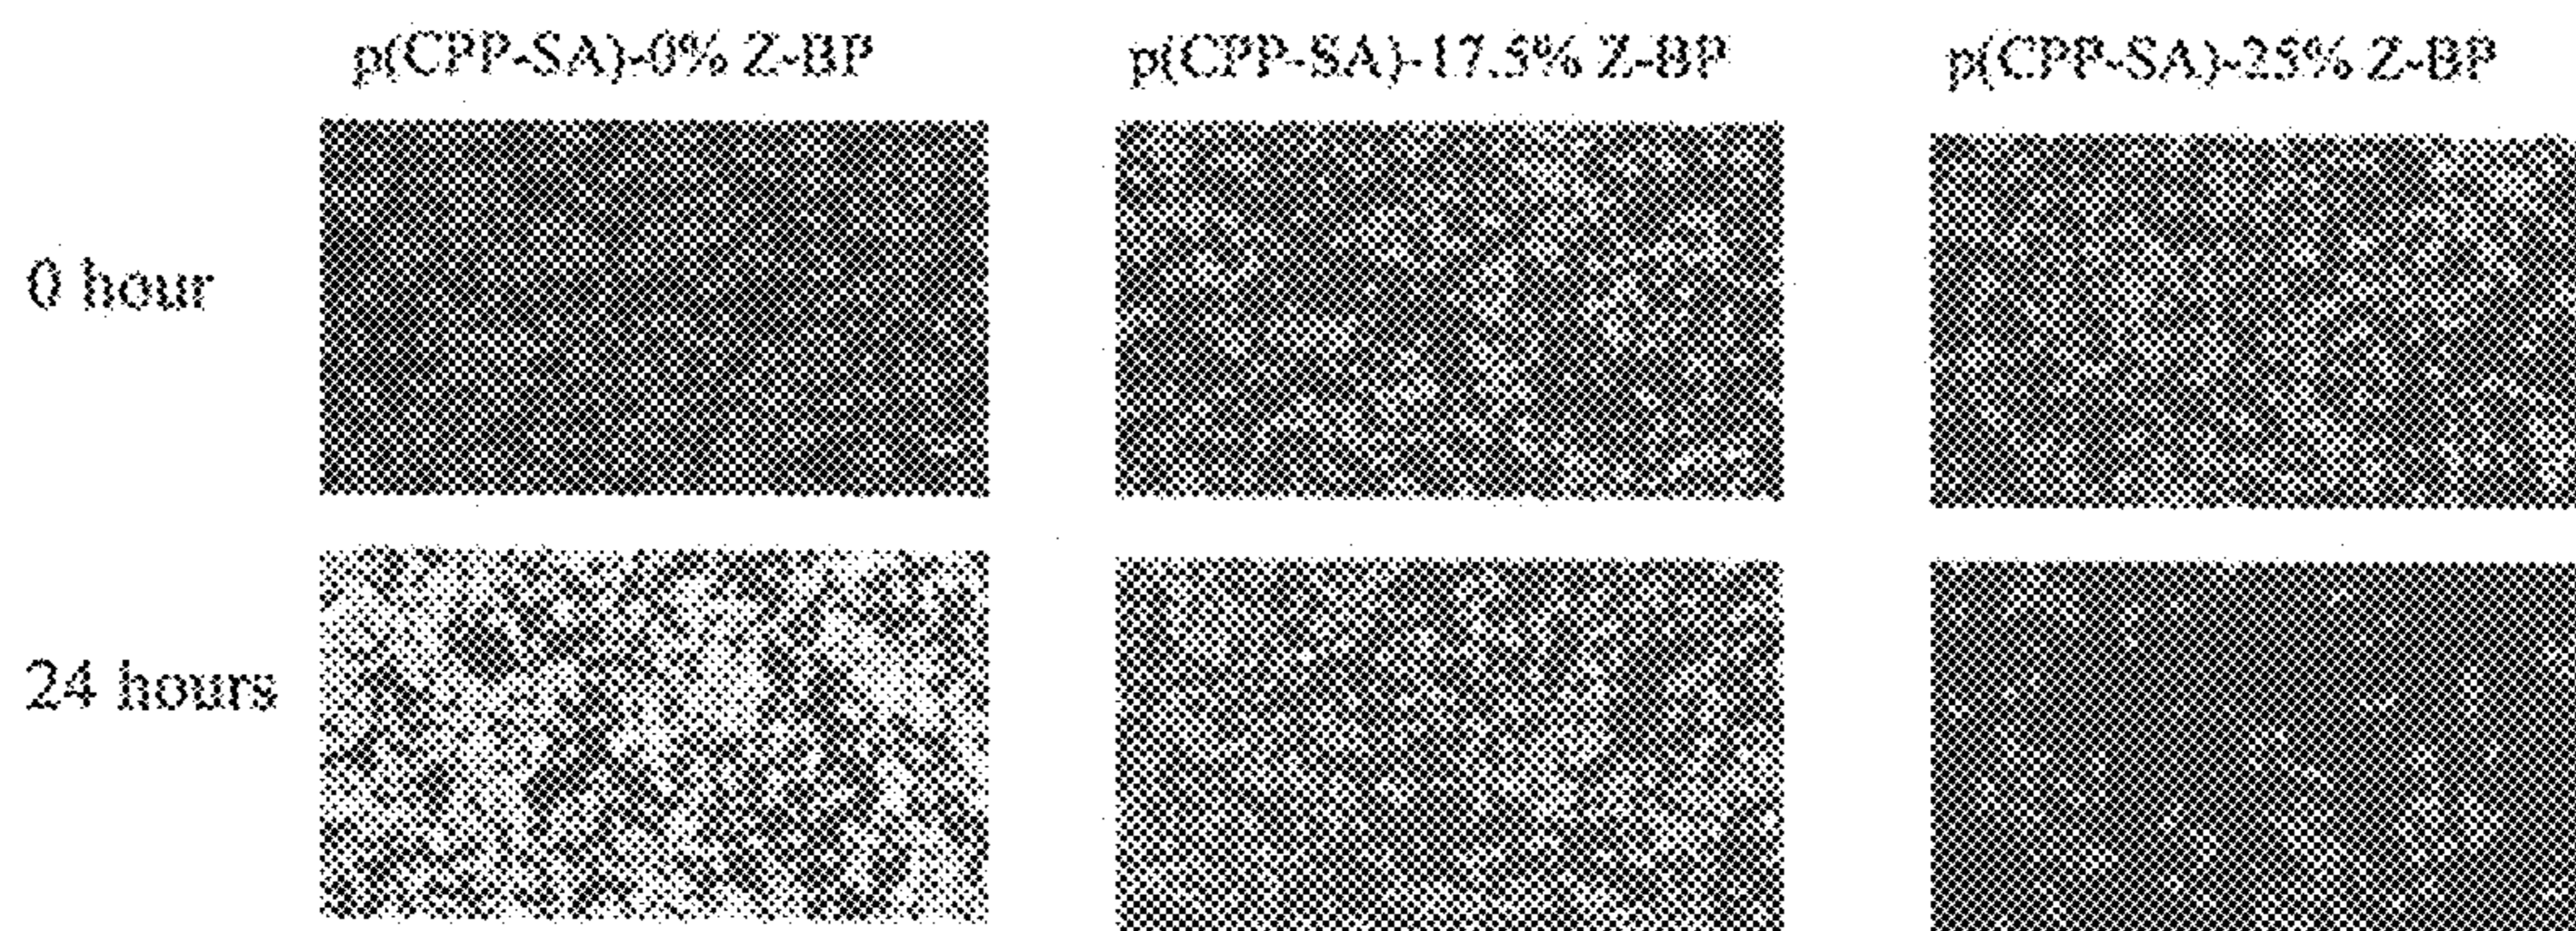 p(CPP-SA)-0% Z-BP p(CPP-SA)-17.5% Z-BP p(CPP-SA)-25% Z-BP
0 hour
24 hours